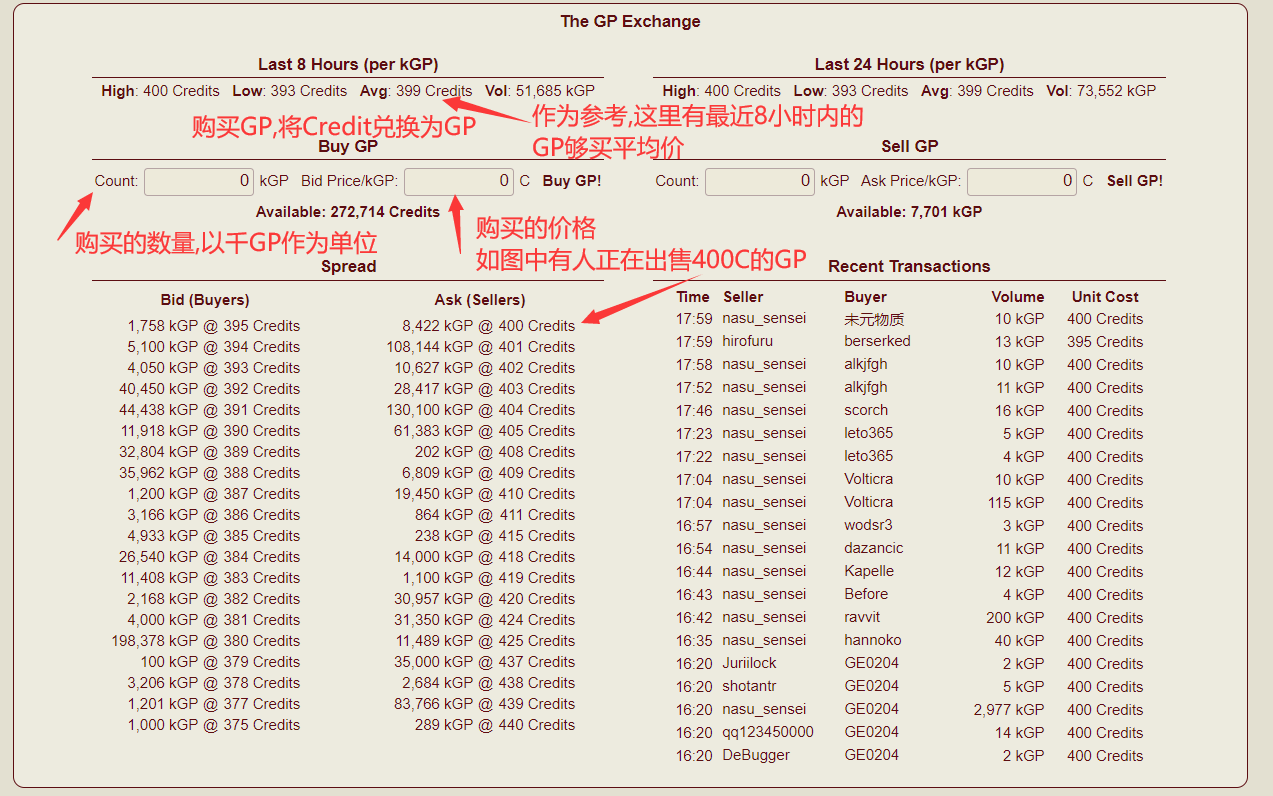 The GP Exchange
Last 8 Hours (per kGP)
High: 400 Credits Low: 393 Credits Avg: 399 Credits Vol: 51,685 kGP
Last 24 Hours (per kGP)
High: 400 Credits Low: 393 Credits Avg: 399 Credits Vol: 73,552 kGP
购买GP,将Credit兑换为GP
作为参考,这里有最近8小时内的
GP够买平均价
Buy GP
Count: 0 kGP Bid Price/kGP: 0 C Buy GP!
Available: 272,714 Credits
Sell GP
Count: 0 kGP Ask Price/kGP: 0 C Sell GP!
Available: 7,701 kGP
购买的数量,以千GP作为单位
购买的价格
如图中有人正在出售400C的GP
Spread
Bid (Buyers) Ask (Sellers)
1,758 kGP @ 395 Credits 8,422 kGP @ 400 Credits
5,100 kGP @ 394 Credits 108,144 kGP @ 401 Credits
4,050 kGP @ 393 Credits 10,627 kGP @ 402 Credits
40,450 kGP @ 392 Credits 28,417 kGP @ 403 Credits
44,438 kGP @ 391 Credits 130,100 kGP @ 404 Credits
11,918 kGP @ 390 Credits 61,383 kGP @ 405 Credits
32,804 kGP @ 389 Credits 202 kGP @ 408 Credits
35,962 kGP @ 388 Credits 6,809 kGP @ 409 Credits
1,200 kGP @ 387 Credits 19,450 kGP @ 410 Credits
3,166 kGP @ 386 Credits 864 kGP @ 411 Credits
4,933 kGP @ 385 Credits 238 kGP @ 415 Credits
26,540 kGP @ 384 Credits 14,000 kGP @ 418 Credits
11,408 kGP @ 383 Credits 1,100 kGP @ 419 Credits
2,168 kGP @ 382 Credits 30,957 kGP @ 420 Credits
4,000 kGP @ 381 Credits 31,350 kGP @ 424 Credits
198,378 kGP @ 380 Credits 11,489 kGP @ 425 Credits
100 kGP @ 379 Credits 35,000 kGP @ 437 Credits
3,206 kGP @ 378 Credits 2,684 kGP @ 438 Credits
1,201 kGP @ 377 Credits 83,766 kGP @ 439 Credits
1,000 kGP @ 375 Credits 289 kGP @ 440 Credits
Recent Transactions
Time Seller Buyer Volume Unit Cost
17:59 nasu_sensei 未元物质 10 kGP 400 Credits
17:59 hirofuru berserked 13 kGP 395 Credits
17:58 nasu_sensei alkjfgh 10 kGP 400 Credits
17:52 nasu_sensei alkjfgh 11 kGP 400 Credits
17:46 nasu_sensei scorch 16 kGP 400 Credits
17:23 nasu_sensei leto365 5 kGP 400 Credits
17:22 nasu_sensei leto365 4 kGP 400 Credits
17:04 nasu_sensei Volticra 10 kGP 400 Credits
17:04 nasu_sensei Volticra 115 kGP 400 Credits
16:57 nasu_sensei wodsr3 3 kGP 400 Credits
16:54 nasu_sensei dazancic 11 kGP 400 Credits
16:44 nasu_sensei Kapelle 12 kGP 400 Credits
16:43 nasu_sensei Before 4 kGP 400 Credits
16:42 nasu_sensei ravvit 200 kGP 400 Credits
16:35 nasu_sensei hannoko 40 kGP 400 Credits
16:20 Juriilock GE0204 2 kGP 400 Credits
16:20 shotantr GE0204 5 kGP 400 Credits
16:20 nasu_sensei GE0204 2,977 kGP 400 Credits
16:20 qq123450000 GE0204 14 kGP 400 Credits
16:20 DeBugger GE0204 2 kGP 400 Credits